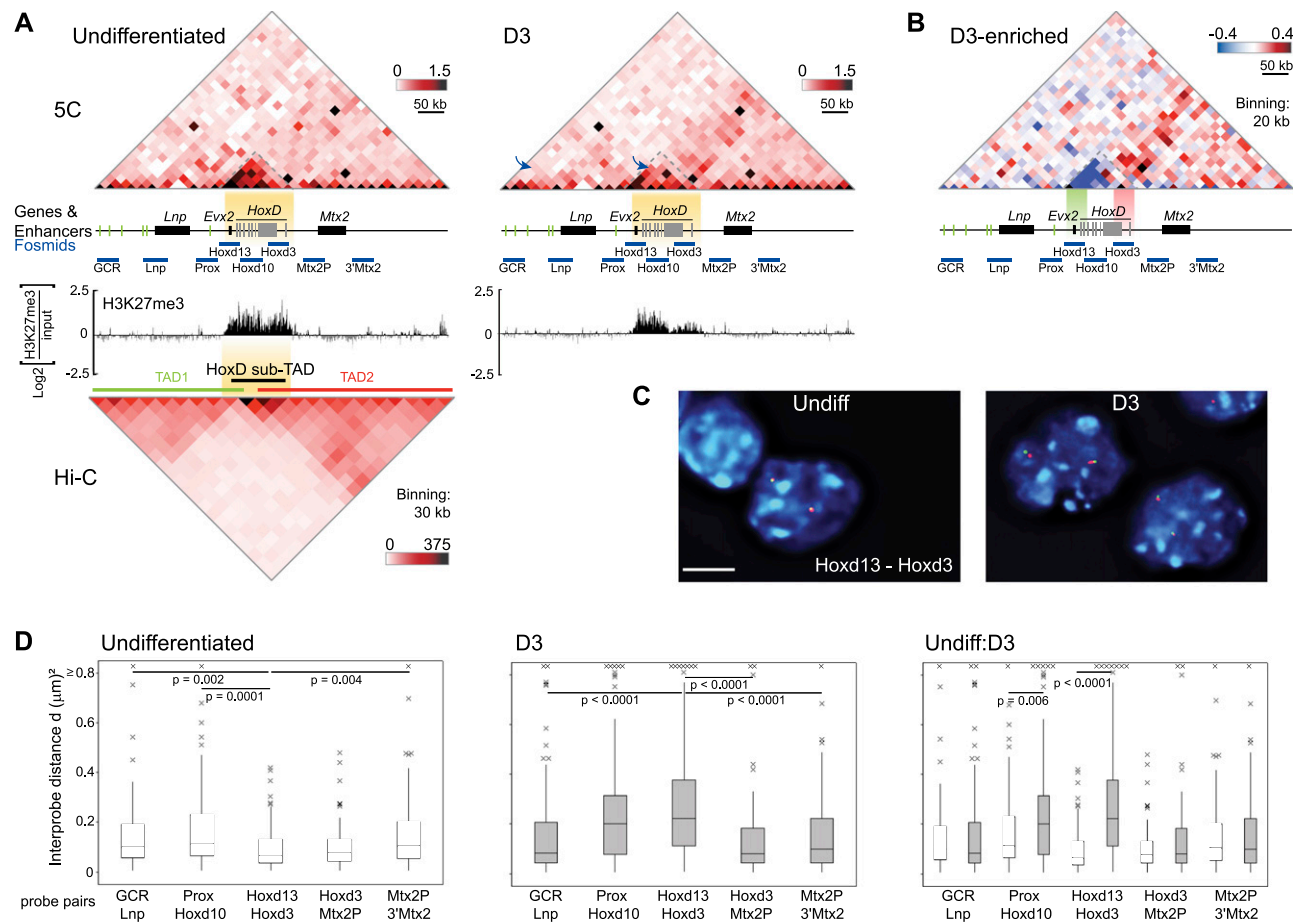 A
Undifferentiated
5C
0 1.5
50 kb
D3
0 1.5
50 kb
B
D3-enriched
-0.4 0.4
50 kb
Binning:
20 kb
Genes &
Enhancers
Fosmids
Lnp
Evx2
HoxD
Mtx2
Hoxd13
Hoxd3
GCR
Lnp
Prox
Hoxd10
Mtx2P
3'Mtx2
Lnp
Evx2
HoxD
Mtx2
Hoxd13
Hoxd3
GCR
Lnp
Prox
Hoxd10
Mtx2P
3'Mtx2
Lnp
Evx2
HoxD
Mtx2
Hoxd13
Hoxd3
GCR
Lnp
Prox
Hoxd10
Mtx2P
3'Mtx2
Log2 [H3K27me3 / input]
2.5
0
-2.5
H3K27me3
2.5
0
-2.5
HoxD sub-TAD
TAD1
TAD2
Hi-C
Binning:
30 kb
0 375
C
Undiff
Hoxd13 - Hoxd3
D3
D
Undifferentiated
Interprobe distance d (μm)²
≥ 0.8
0.6
0.4
0.2
0
p = 0.002
p = 0.004
p = 0.0001
probe pairs
GCR Prox Hoxd13 Hoxd3 Mtx2P
Lnp Hoxd10 Hoxd3 Mtx2P 3'Mtx2
D3
p < 0.0001
p < 0.0001
p < 0.0001
GCR Prox Hoxd13 Hoxd3 Mtx2P
Lnp Hoxd10 Hoxd3 Mtx2P 3'Mtx2
Undiff:D3
p < 0.0001
p = 0.006
GCR Prox Hoxd13 Hoxd3 Mtx2P
Lnp Hoxd10 Hoxd3 Mtx2P 3'Mtx2